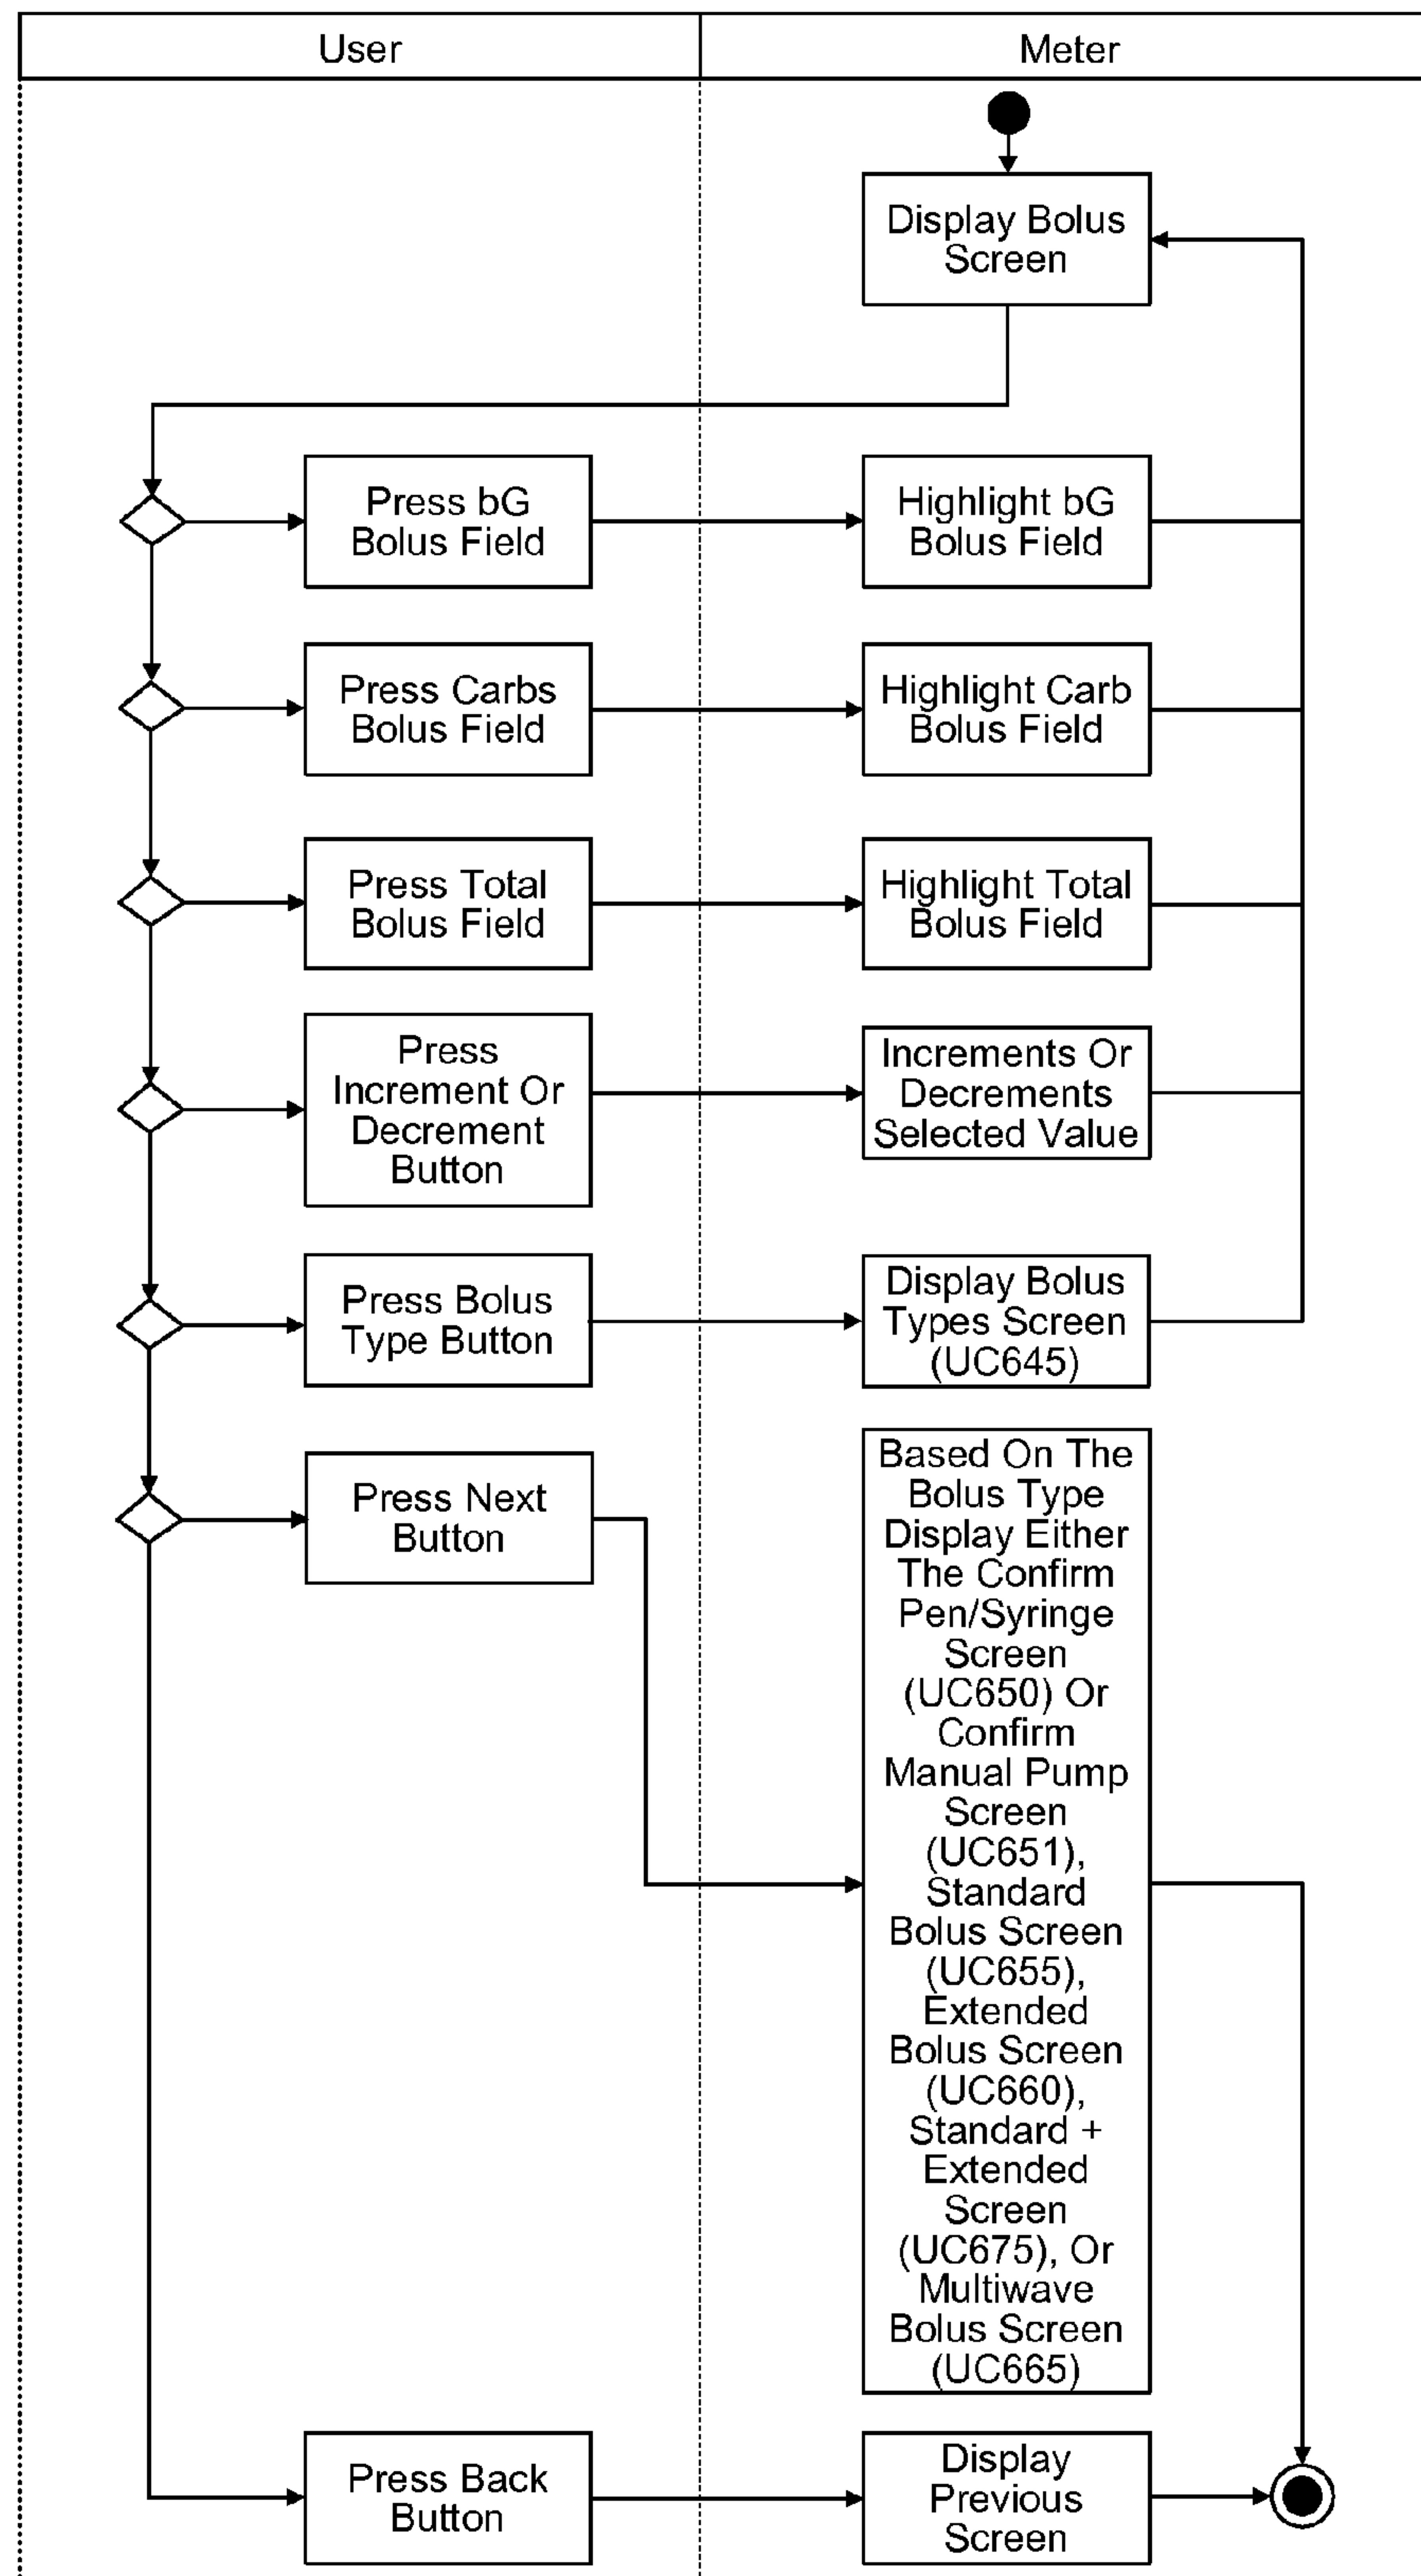 User
Meter
Display Bolus
Screen
Press bG
Bolus Field
Highlight bG
Bolus Field
Press Carbs
Bolus Field
Highlight Carb
Bolus Field
Press Total
Bolus Field
Highlight Total
Bolus Field
Press
Increment Or
Decrement
Button
Increments Or
Decrements
Selected Value
Press Bolus
Type Button
Display Bolus
Types Screen
(UC645)
Press Next
Button
Based On The
Bolus Type
Display Either
The Confirm
Pen/Syringe
Screen
(UC650) Or
Confirm
Manual Pump
Screen
(UC651),
Standard
Bolus Screen
(UC655),
Extended
Bolus Screen
(UC660),
Standard +
Extended
Screen
(UC675), Or
Multiwave
Bolus Screen
(UC665)
Press Back
Button
Display
Previous
Screen